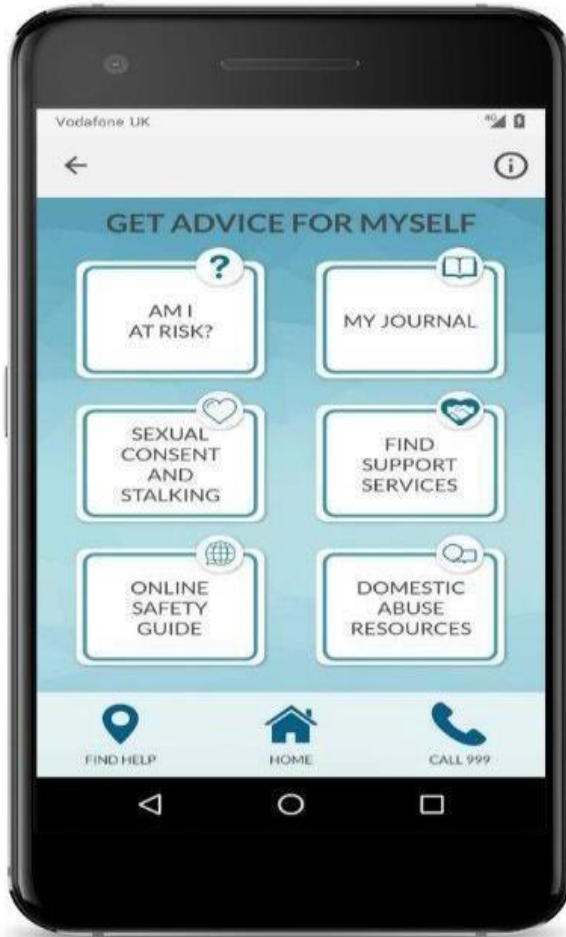 Vodafone UK
4G
GET ADVICE FOR MYSELF
?
AM I
AT RISK?
MY JOURNAL
SEXUAL
CONSENT
AND
STALKING
FIND
SUPPORT
SERVICES
ONLINE
SAFETY
GUIDE
DOMESTIC
ABUSE
RESOURCES
FIND HELP
HOME
CALL 999